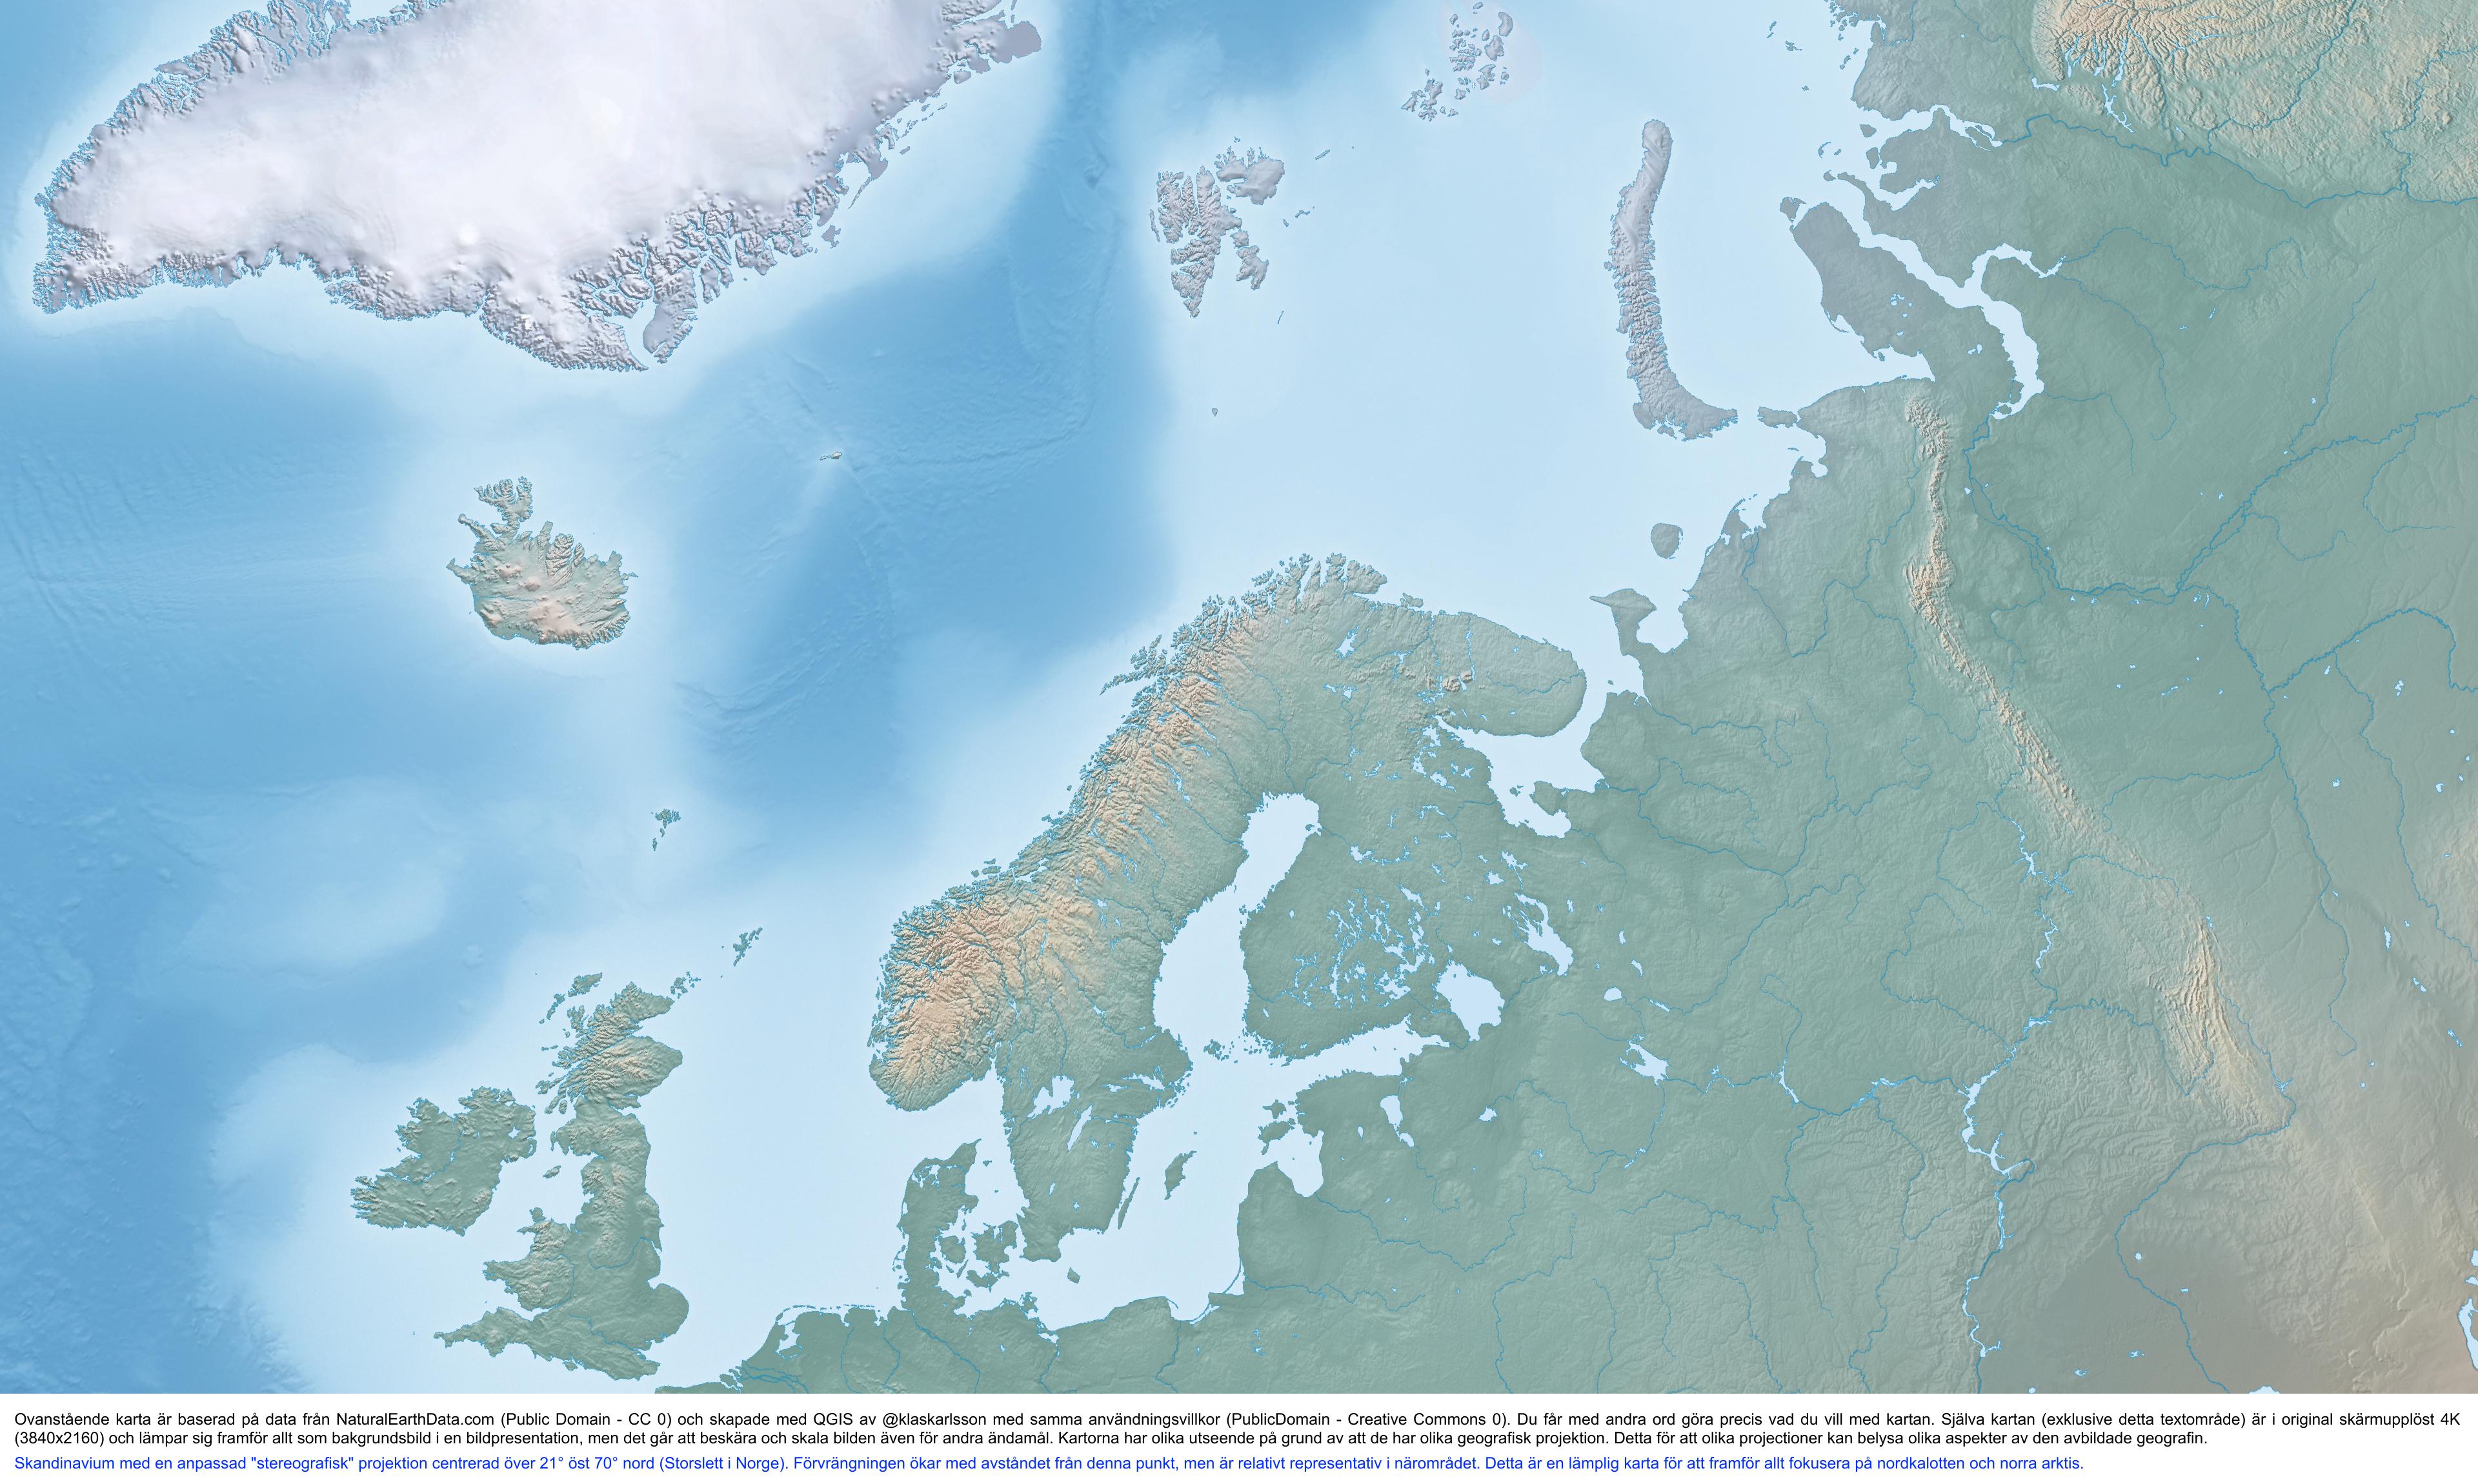 Ovanstående karta är baserad på data från NaturalEarthData.com (Public Domain - CC 0) och skapade med QGIS av @klaskarlsson med samma användningsvillkor (PublicDomain - Creative Commons 0). Du får med andra ord göra precis vad du vill med kartan. Själva kartan (exklusive detta textområde) är i original skärmupplöst 4K
(3840x2160) och lämpar sig framför allt som bakgrundsbild i en bildpresentation, men det går att beskära och skala bilden även för andra ändamål. Kartorna har olika utseende på grund av att de har olika geografisk projektion. Detta för att olika projectioner kan belysa olika aspekter av den avbildade geografin.
Skandinavium med en anpassad "stereografisk" projektion centrerad över 21° öst 70° nord (Storslett i Norge). Förvrängningen ökar med avståndet från denna punkt, men är relativt representativ i närområdet. Detta är en lämplig karta för att framför allt fokusera på nordkalotten och norra arktis.